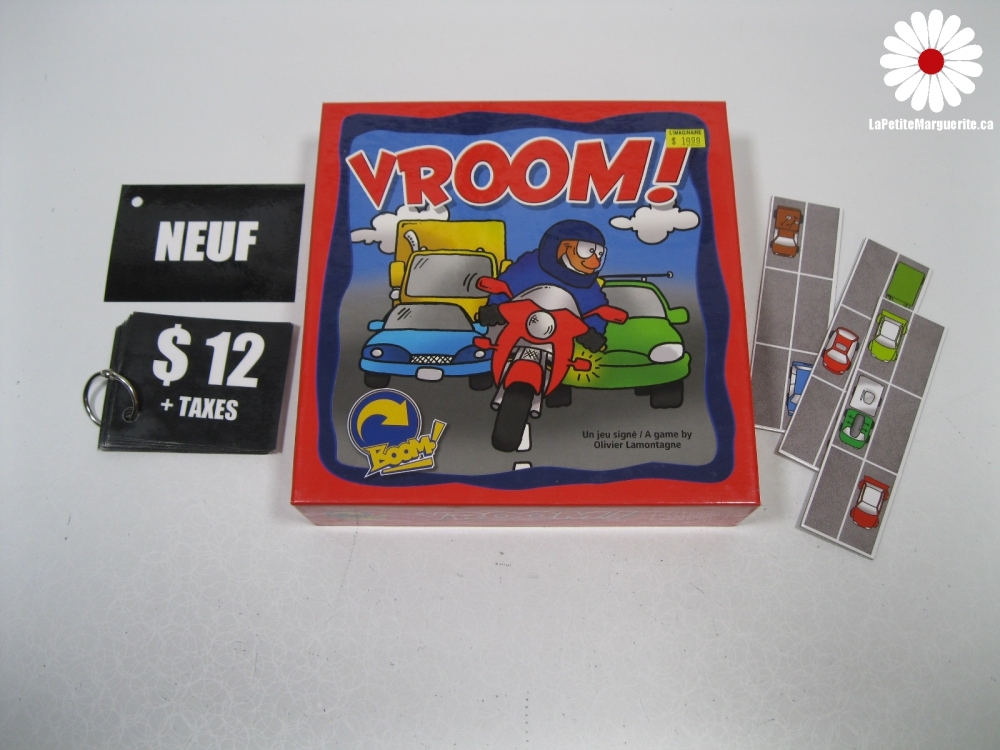 LaPetiteMarguerite.ca
L'IMAGINAIRE
$ 1999
VROOM!
NEUF
$ 12
+ TAXES
Un jeu signé / A game by
Olivier Lamontagne
BOOM!